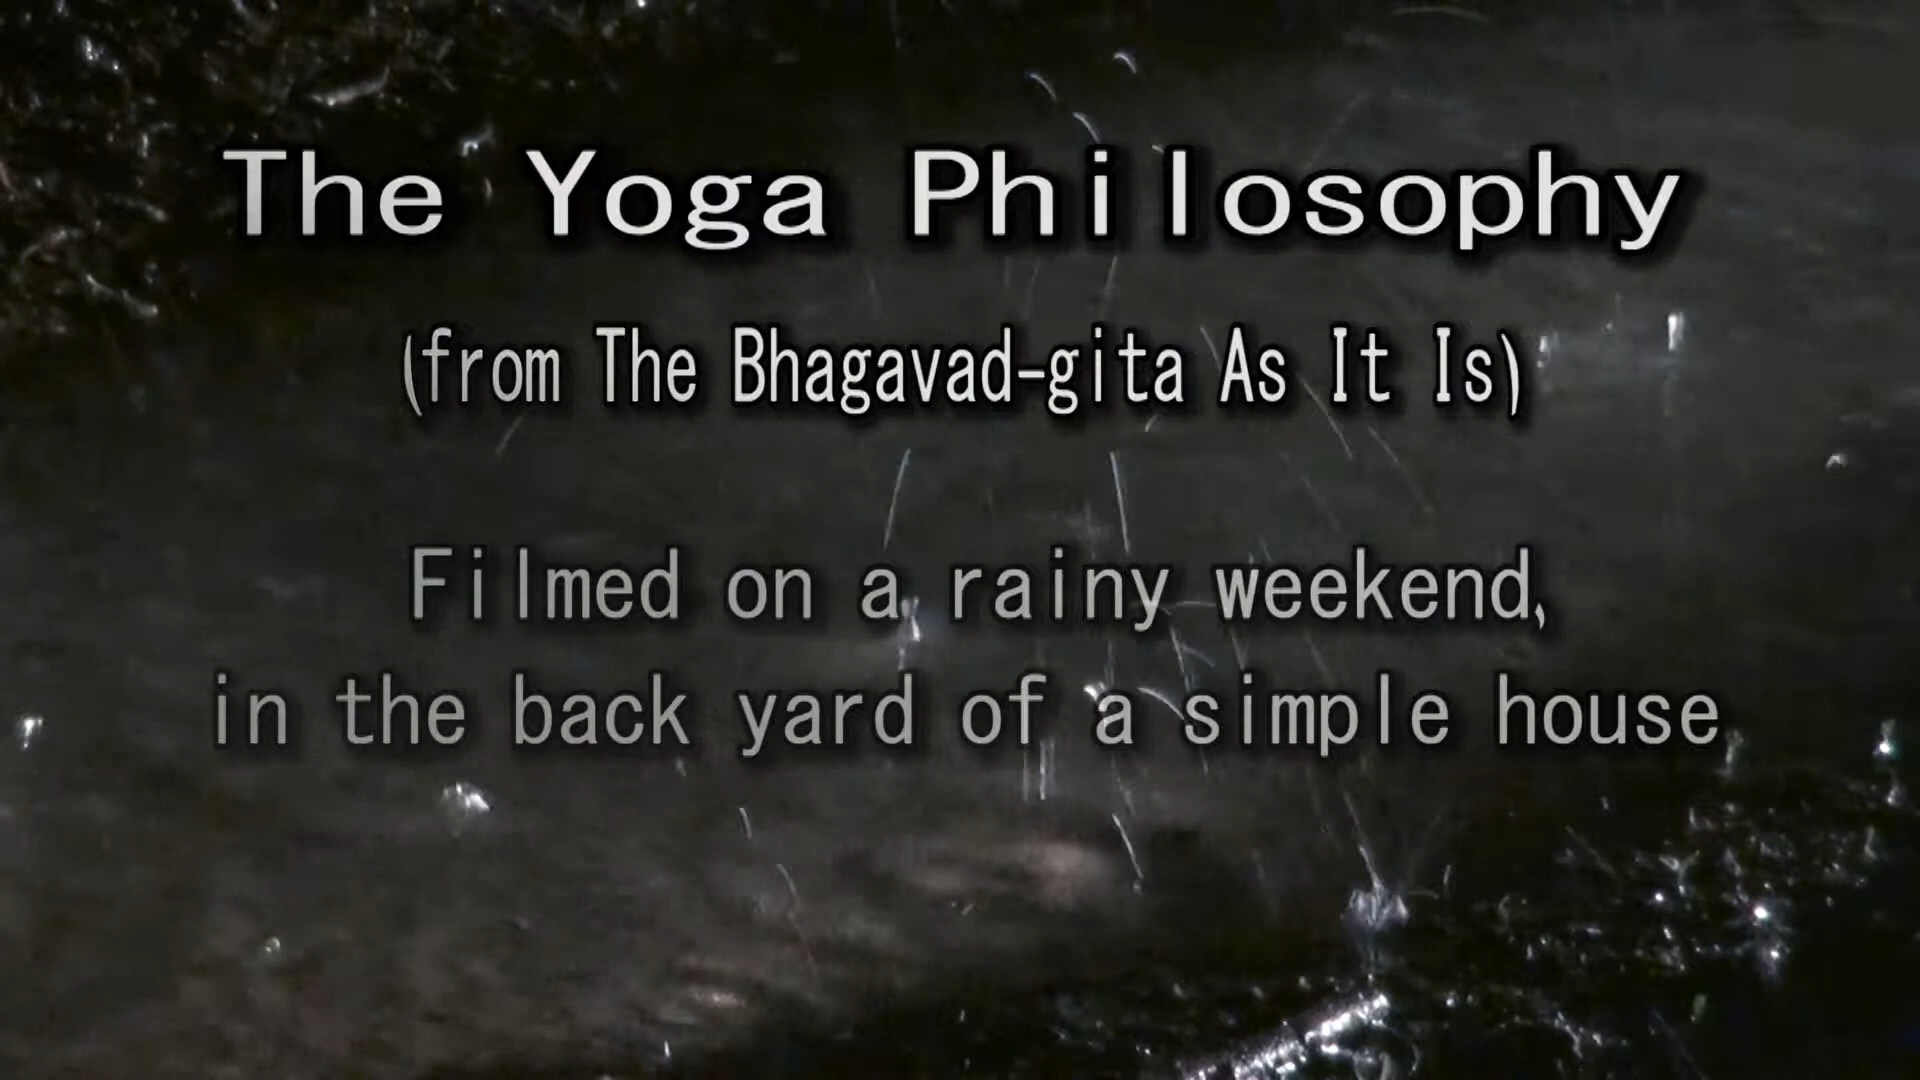 The Yoga Philosophy
(from The Bhagavad-gita As It Is)
Filmed on a rainy weekend,
in the back yard of a simple house